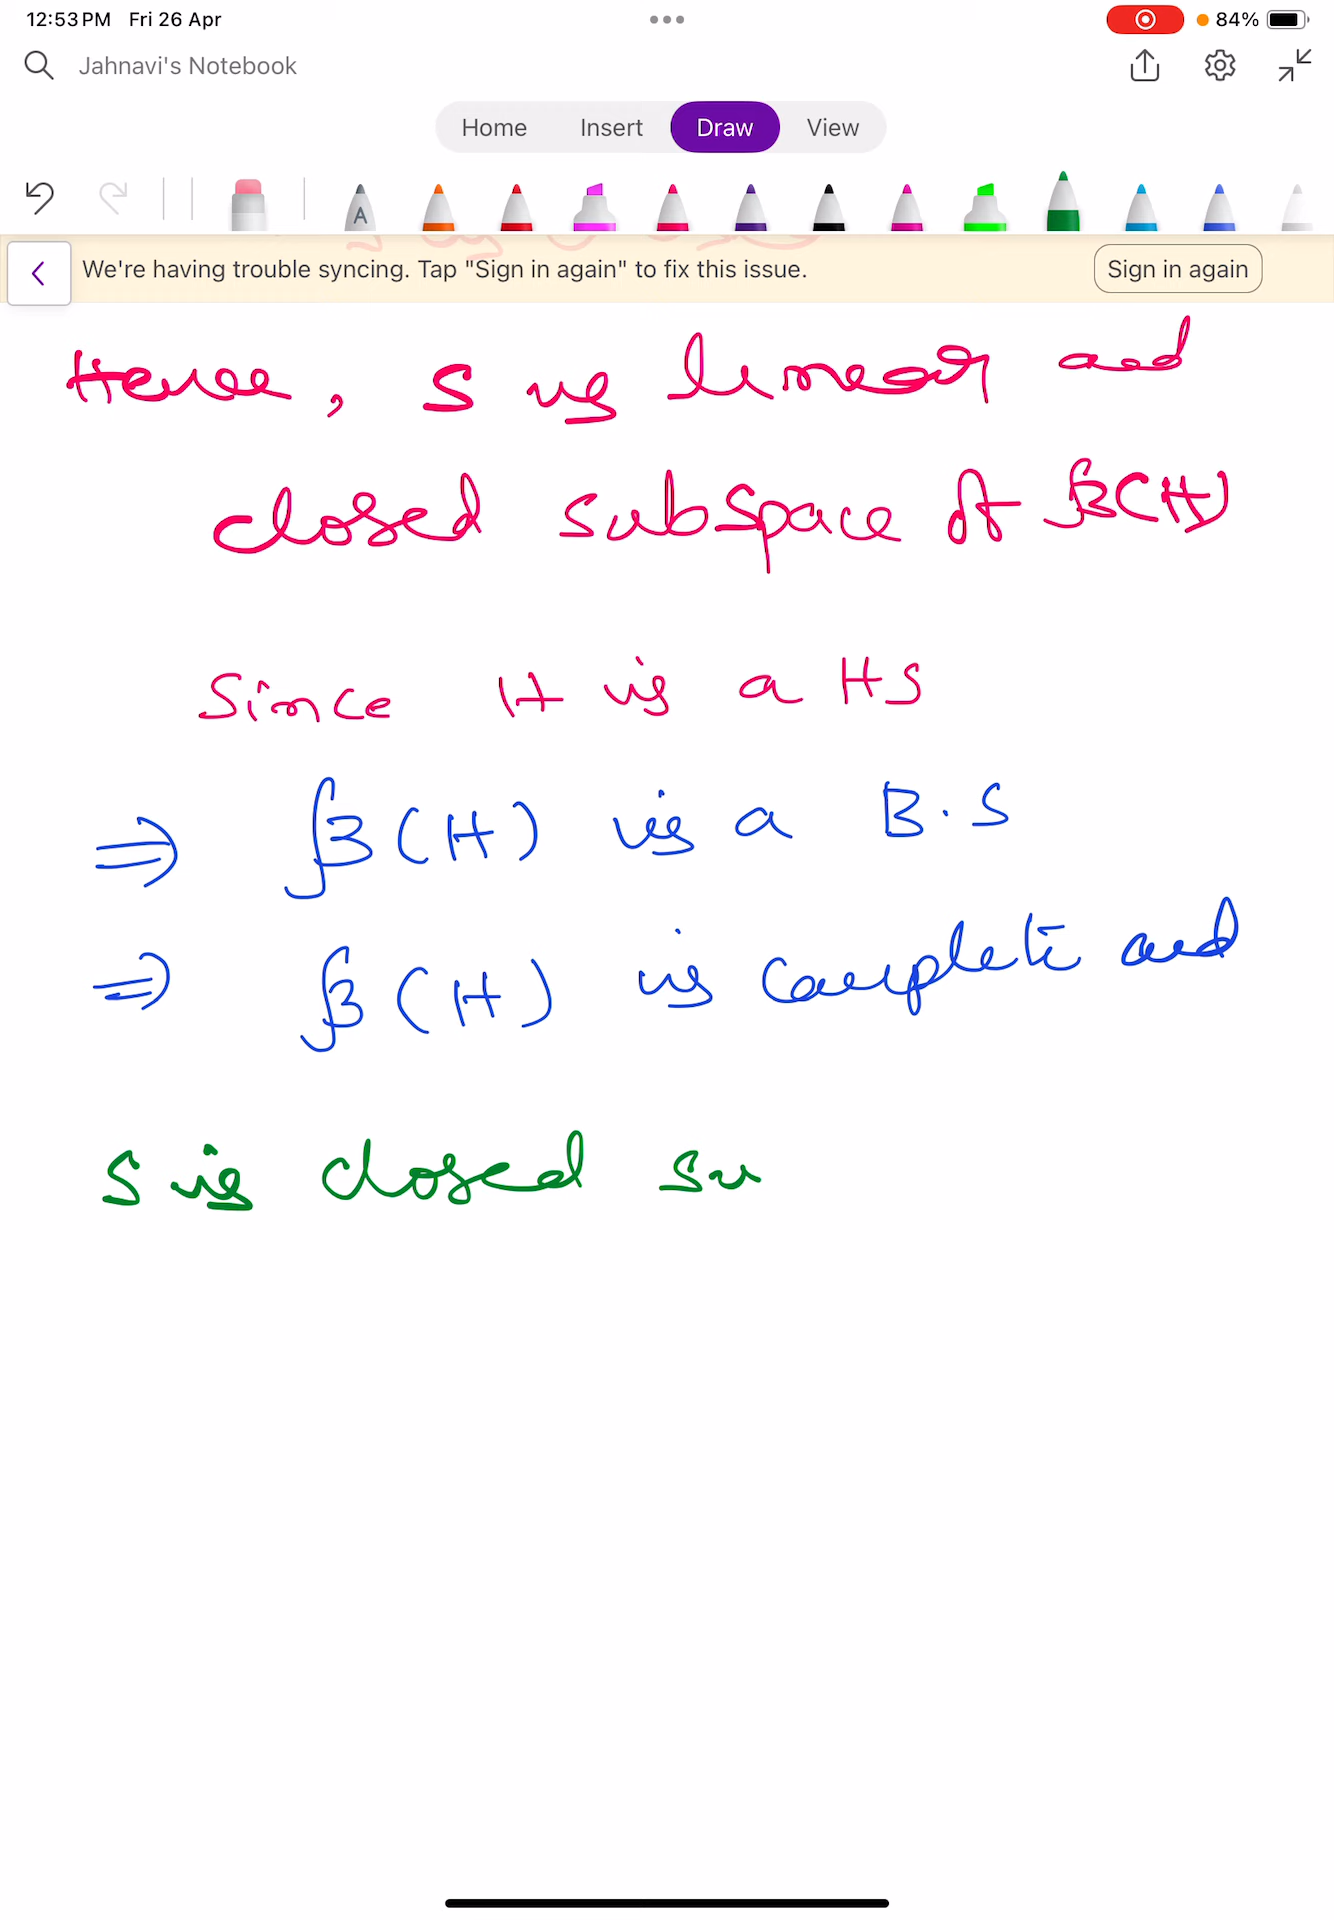 12:53 PM Fri 26 Apr 84%
Jahnavi's Notebook
Home Insert Draw View
A
We're having trouble syncing. Tap "Sign in again" to fix this issue. Sign in again
Hence, S is linear and
closed subspace of β(H)
Since H is a HS
⇒ β(H) is a B.S
⇒ β(H) is complete and
S is closed su